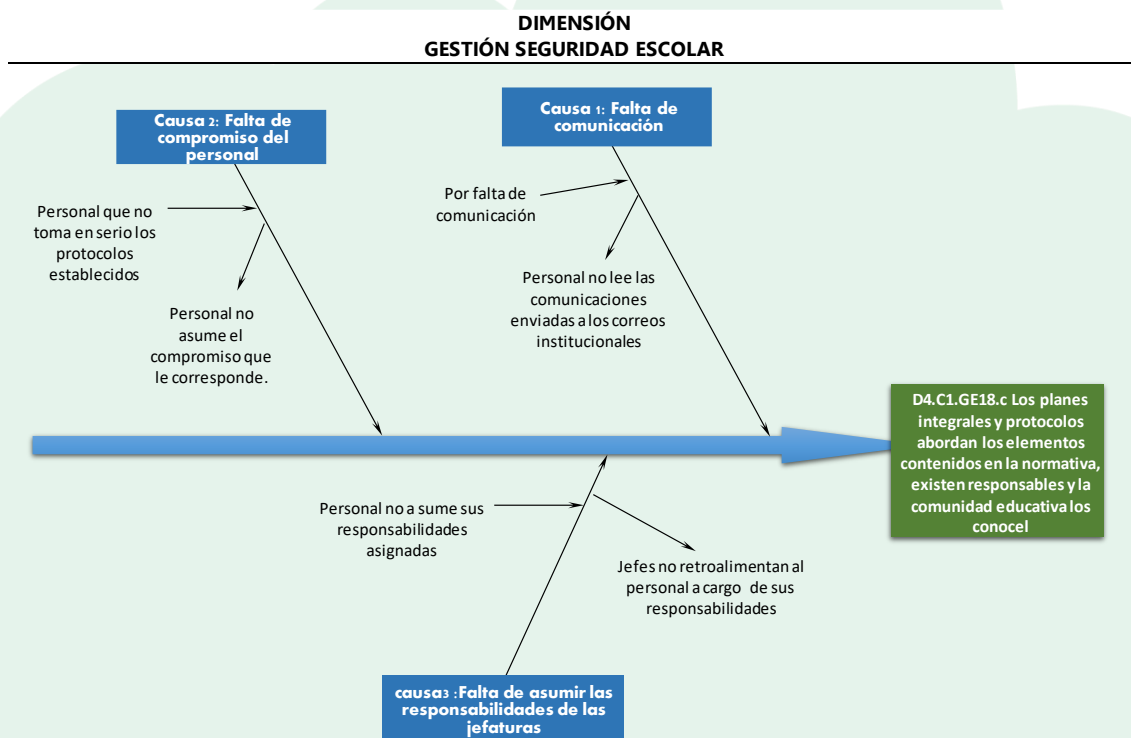 DIMENSIÓN
GESTIÓN SEGURIDAD ESCOLAR
Causa 2: Falta de
compromiso del
personal
Causa 1: Falta de
comunicación
Personal que no
toma en serio los
protocolos
establecidos
Personal no
asume el
compromiso que
le corresponde.
Por falta de
comunicación
Personal no lee las
comunicaciones
enviadas a los correos
institucionales
D4.C1.GE18.c Los planes
integrales y protocolos
abordan los elementos
contenidos en la normativa,
existen responsables y la
comunidad educativa los
conocel
Personal no a sume sus
responsabilidades
asignadas
Jefes no retroalimentan al
personal a cargo de sus
responsabilidades
causa3 :Falta de asumir las
responsabilidades de las
jefaturas